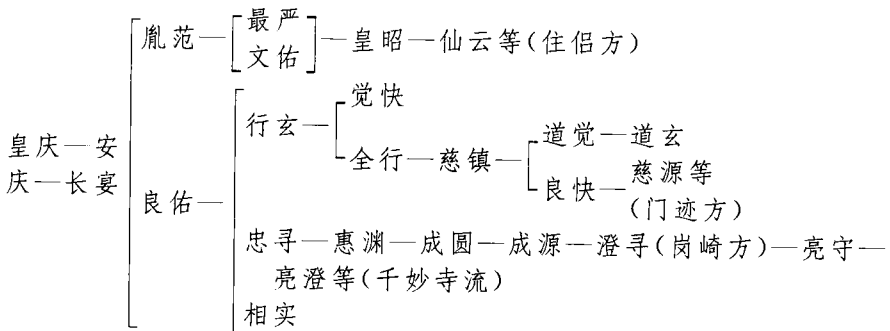 皇庆—安
庆—长宴
胤范—
最严
文佑
—皇昭—仙云等(住侣方)
良佑—
行玄—
觉快
全行—慈镇—
道觉—道玄
良快—慈源等
(门迹方)
忠寻—惠渊—成圆—成源—澄寻(岗崎方)—亮守—
亮澄等(千妙寺流)
相实